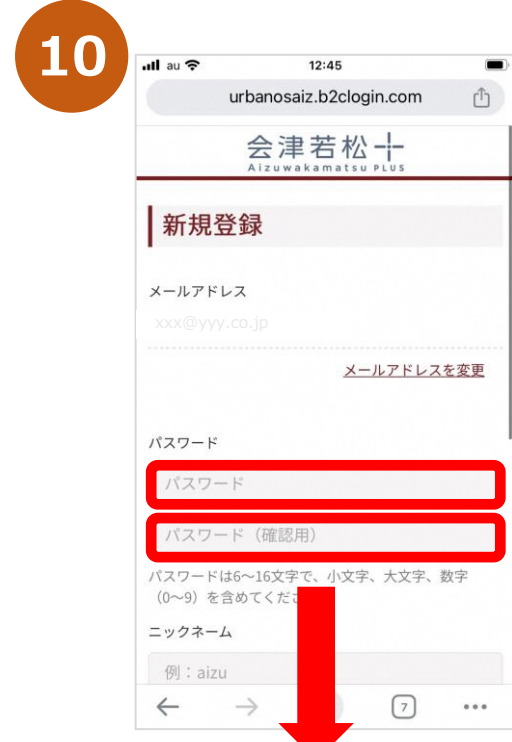 10
au 12:45
urbanosaiz.b2clogin.com
会津若松
Aizuwakamatsu PLUS
新規登録
メールアドレス
xxx@yyy.co.jp
メールアドレスを変更
パスワード
パスワード
パスワード（確認用）
パスワードは6〜16文字で、小文字、大文字、数字
（0〜9）を含めてくだ
ニックネーム
例：aizu
7